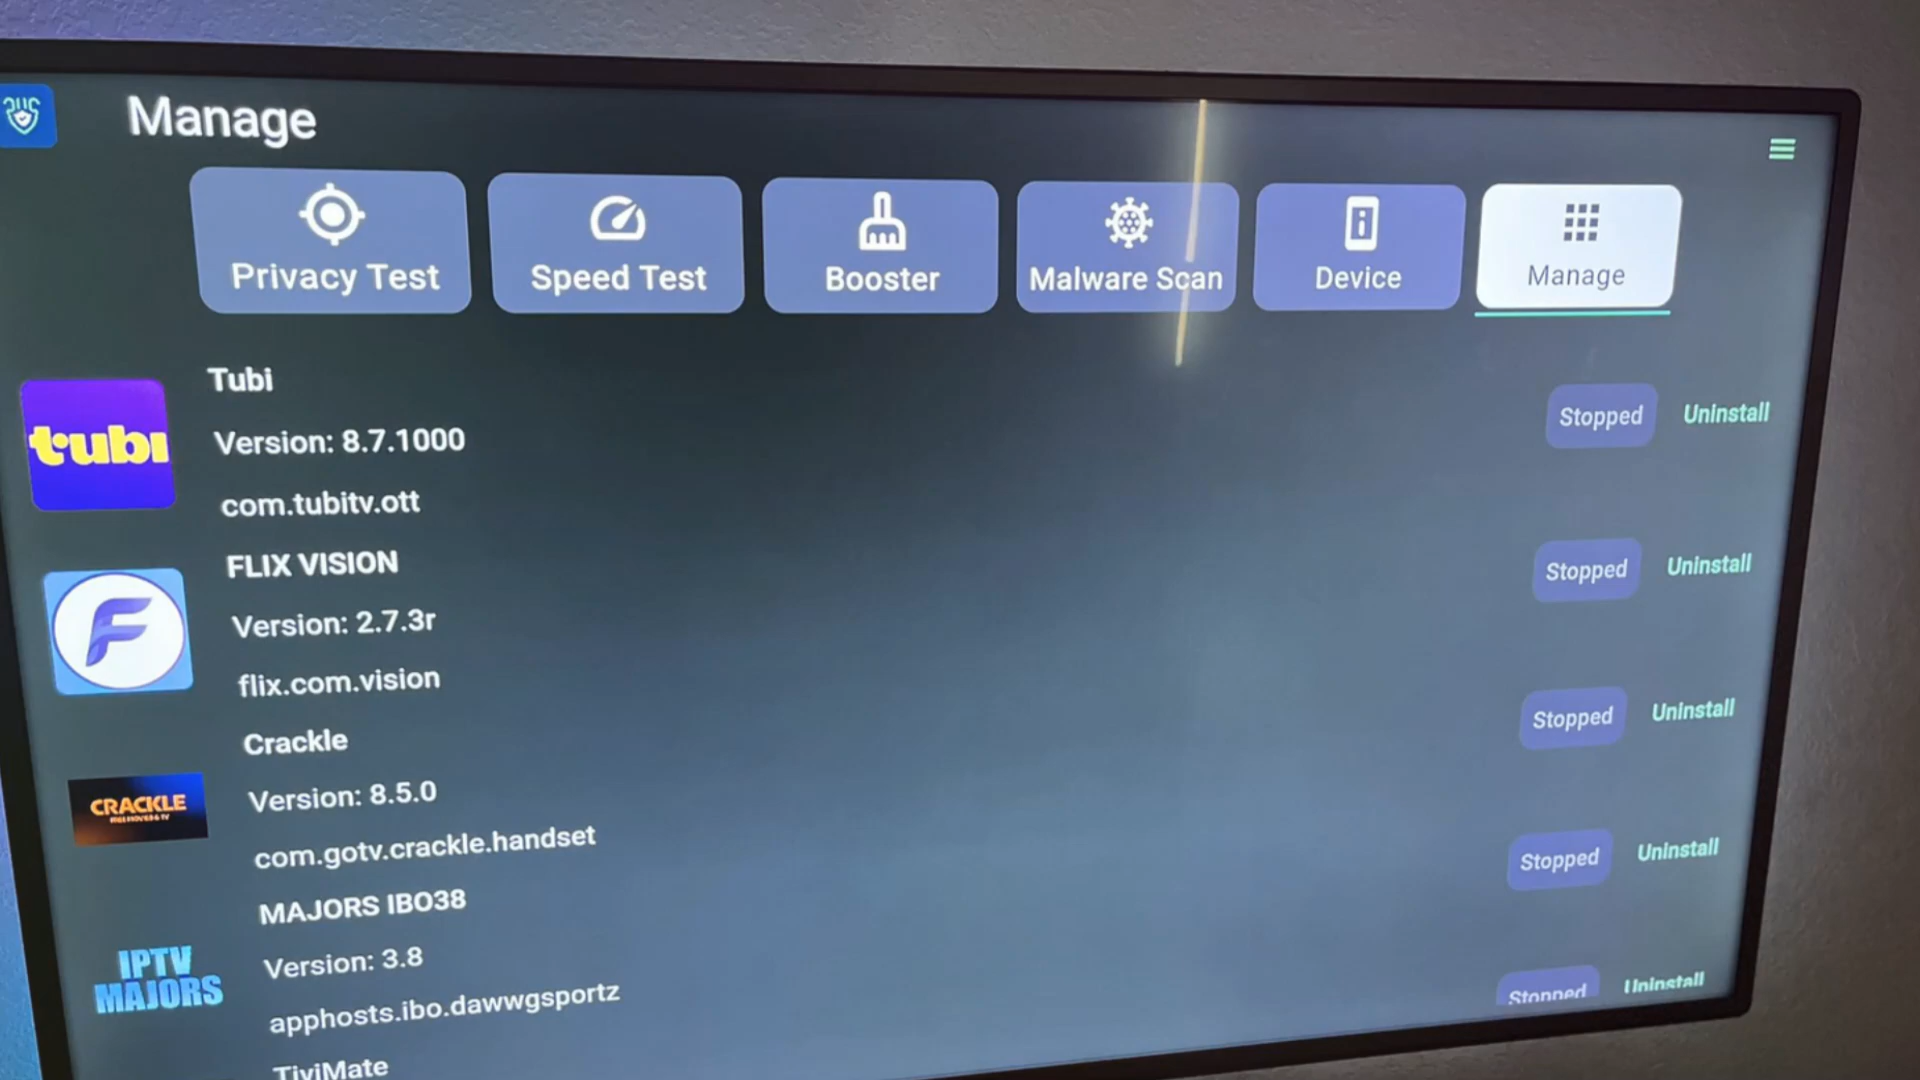 Manage
Privacy Test
Speed Test
Booster
Malware Scan
Device
Manage
Tubi
tubi
Version: 8.7.1000
com.tubitv.ott
Stopped
Uninstall
FLIX VISION
F
Version: 2.7.3r
flix.com.vision
Stopped
Uninstall
Crackle
CRACKLE
Version: 8.5.0
com.gotv.crackle.handset
Stopped
Uninstall
MAJORS IBO38
IPTV
MAJORS
Version: 3.8
apphosts.ibo.dawwgsportz
Stopped
Uninstall
TiviMate
Stopped
Uninstall